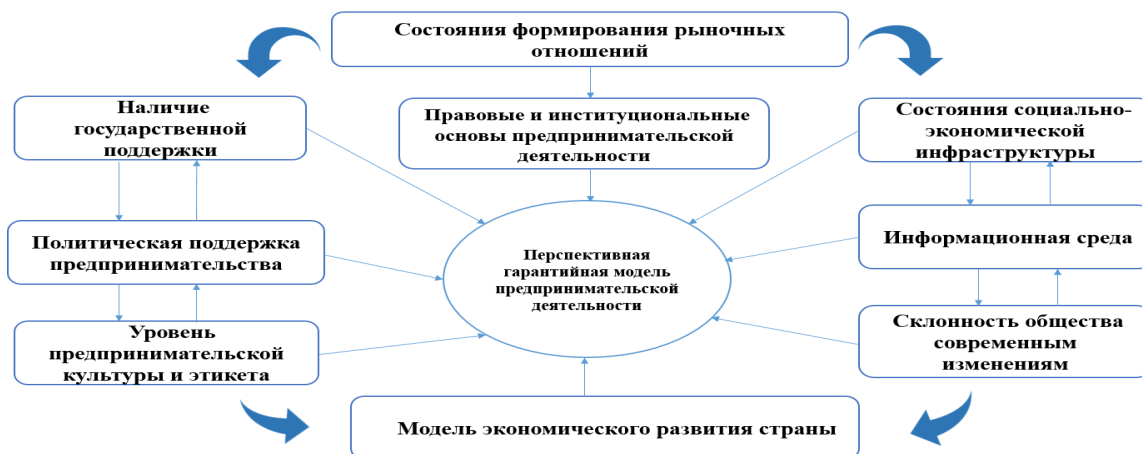 Состояния формирования рыночных
отношений
Наличие
государственной
поддержки
Правовые и институциональные
основы предпринимательской
деятельности
Состояния социально-
экономической
инфраструктуры
Политическая поддержка
предпринимательства
Перспективная
гарантийная модель
предпринимательской
деятельности
Информационная среда
Уровень
предпринимательской
культуры и этикета
Склонность общества
современным
изменениям
Модель экономического развития страны